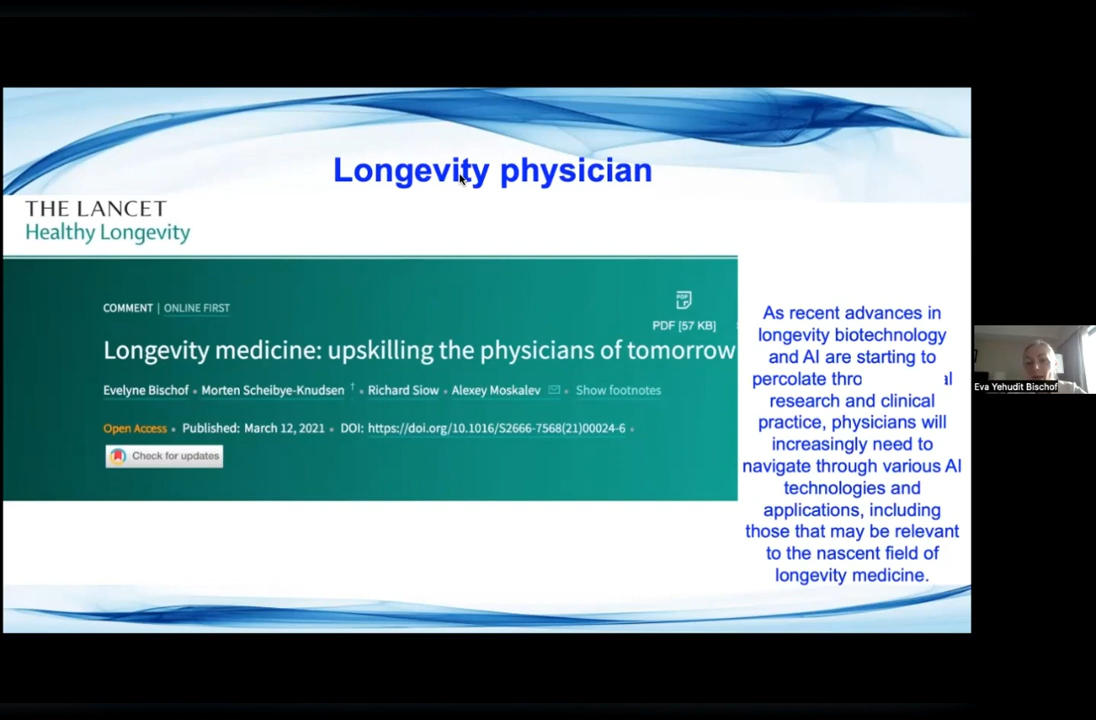 Longevity physician
THE LANCET
Healthy Longevity
COMMENT | ONLINE FIRST
PDF [57 KB]
Longevity medicine: upskilling the physicians of tomorrow
Evelyne Bischof • Morten Scheibye-Knudsen † • Richard Siow • Alexey Moskalev • Show footnotes
Open Access • Published: March 12, 2021 • DOI: https://doi.org/10.1016/S2666-7568(21)00024-6 •
Check for updates
As recent advances in
longevity biotechnology
and AI are starting to
percolate thro al
research and clinical
practice, physicians will
increasingly need to
navigate through various AI
technologies and
applications, including
those that may be relevant
to the nascent field of
longevity medicine.
Eva Yehudit Bischof